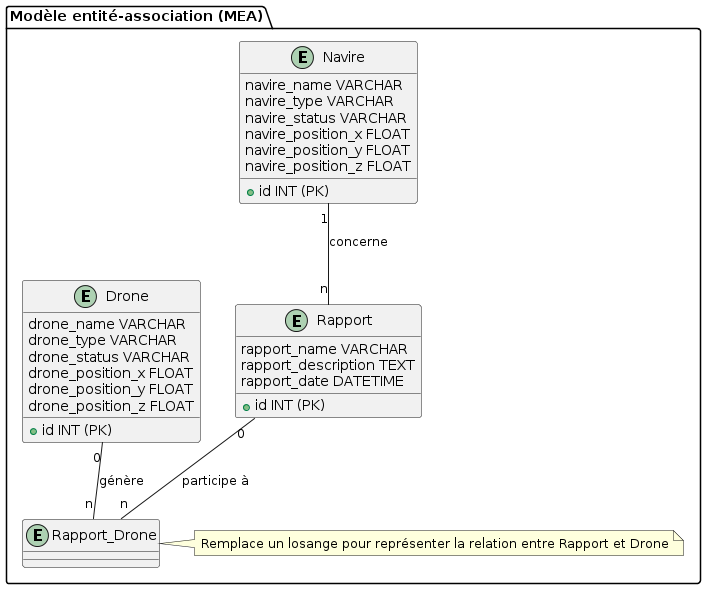 Modèle entité-association (MEA)
E Navire
navire_name VARCHAR
navire_type VARCHAR
navire_status VARCHAR
navire_position_x FLOAT
navire_position_y FLOAT
navire_position_z FLOAT
id INT (PK)
1
concerne
n
E Drone
drone_name VARCHAR
drone_type VARCHAR
drone_status VARCHAR
drone_position_x FLOAT
drone_position_y FLOAT
drone_position_z FLOAT
id INT (PK)
E Rapport
rapport_name VARCHAR
rapport_description TEXT
rapport_date DATETIME
id INT (PK)
0
génère
n
0
participe à
n
E Rapport_Drone
Remplace un losange pour représenter la relation entre Rapport et Drone